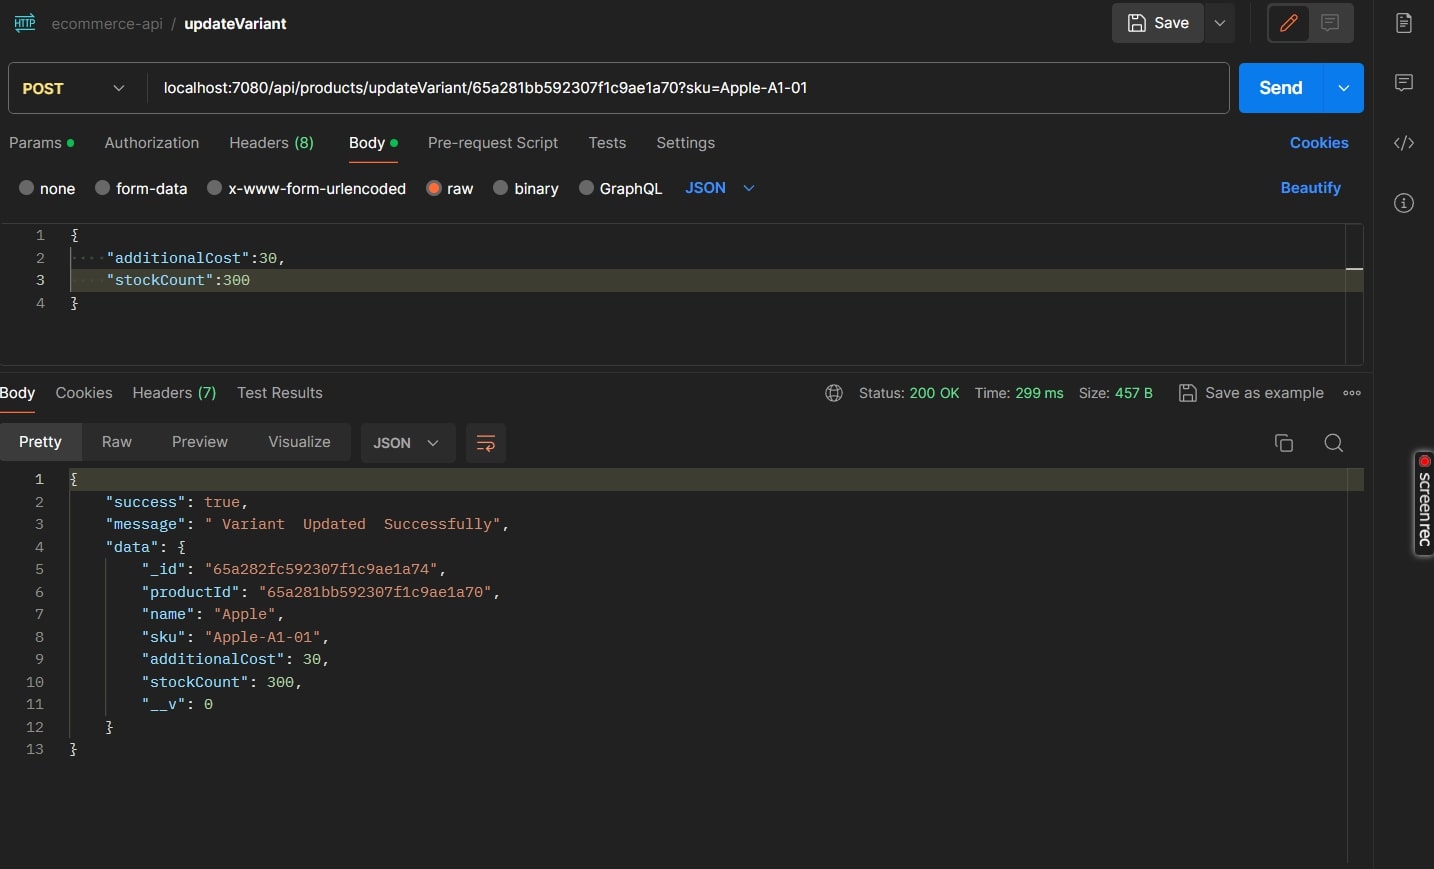 HTTP ecommerce-api / updateVariant Save
POST localhost:7080/api/products/updateVariant/65a281bb592307f1c9ae1a70?sku=Apple-A1-01 Send
Params Authorization Headers (8) Body Pre-request Script Tests Settings Cookies
none form-data x-www-form-urlencoded raw binary GraphQL JSON Beautify
1 {
2 "additionalCost":30,
3 "stockCount":300
4 }
Body Cookies Headers (7) Test Results Status: 200 OK Time: 299 ms Size: 457 B Save as example
Pretty Raw Preview Visualize JSON
1 {
2 "success": true,
3 "message": " Variant  Updated  Successfully",
4 "data": {
5 "_id": "65a282fc592307f1c9ae1a74",
6 "productId": "65a281bb592307f1c9ae1a70",
7 "name": "Apple",
8 "sku": "Apple-A1-01",
9 "additionalCost": 30,
10 "stockCount": 300,
11 "__v": 0
12 }
13 }
screenrec